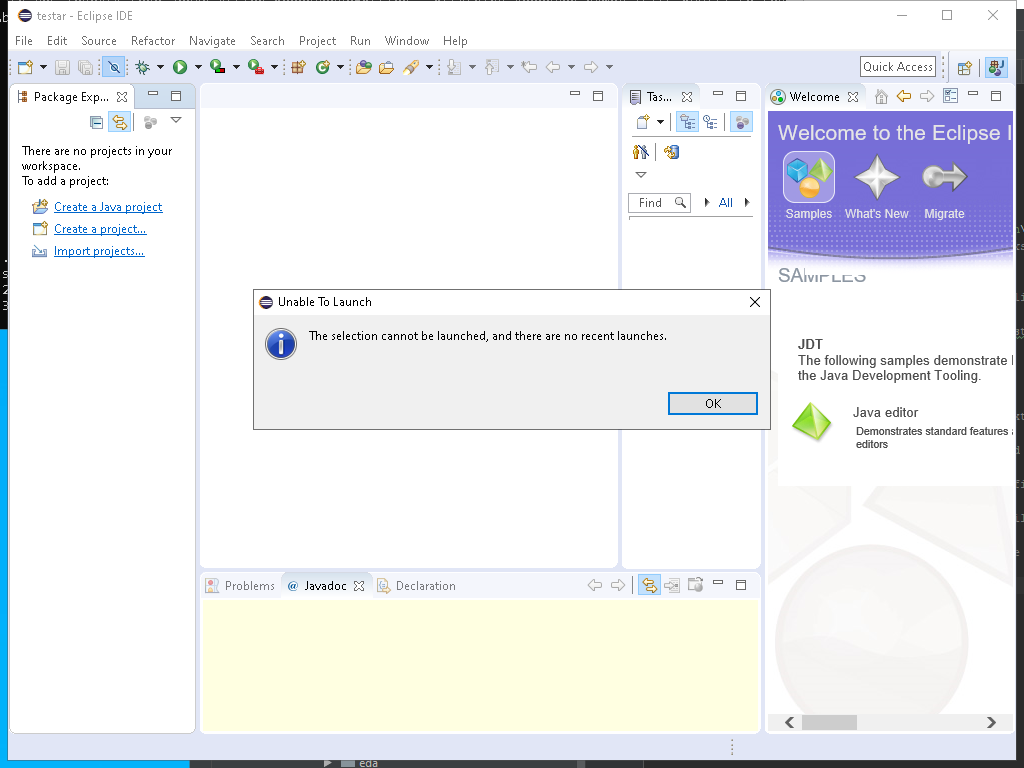 testar - Eclipse IDE
File Edit Source Refactor Navigate Search Project Run Window Help
Quick Access
Package Exp...
Tas...
Welcome
There are no projects in your
workspace.
To add a project:
Create a Java project
Create a project...
Import projects...
Find
All
Welcome to the Eclipse I
Samples What's New Migrate
SAMPLES
JDT
The following samples demonstrate
the Java Development Tooling.
Java editor
Demonstrates standard features
editors
Unable To Launch
The selection cannot be launched, and there are no recent launches.
OK
Problems @ Javadoc Declaration
eda